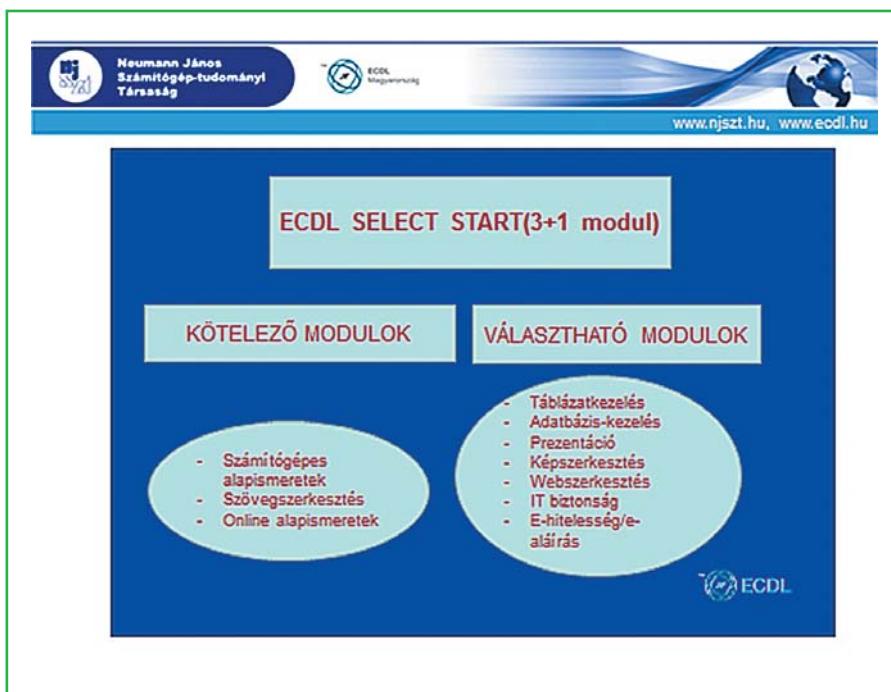 Neumann János
Számítógép-tudományi
Társaság
ECDL
Magyarország
www.njszt.hu, www.ecdl.hu
ECDL SELECT START(3+1 modul)
KÖTELEZŐ MODULOK
VÁLASZTHATÓ MODULOK
- Számítógépes
alapismeretek
- Szövegszerkesztés
- Online alapismeretek
- Táblázatkezelés
- Adatbázis-kezelés
- Prezentáció
- Képszerkesztés
- Webszerkesztés
- IT biztonság
- E-hitelesség/e-
aláírás
ECDL